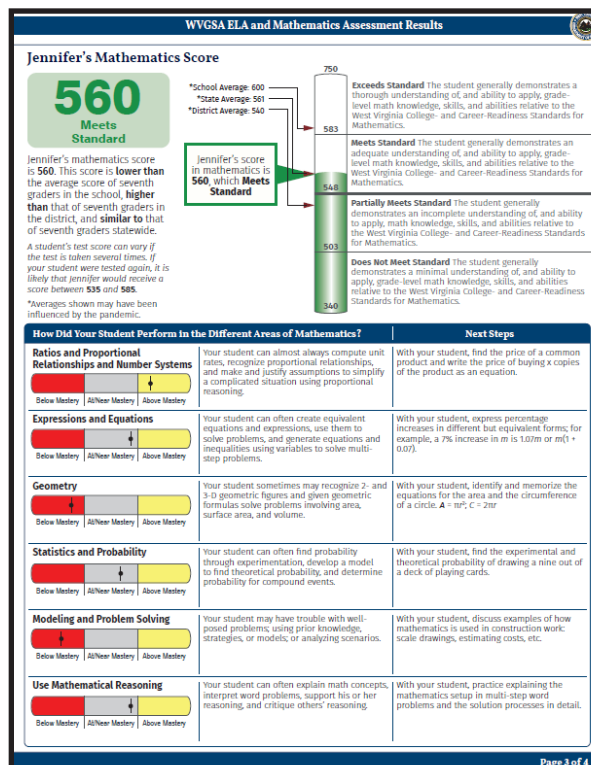 WVGSA ELA and Mathematics Assessment Results
Jennifer's Mathematics Score
560
Meets
Standard
Jennifer's mathematics score
is 560. This score is lower than
the average score of seventh
graders in the school, higher
than that of seventh graders in
the district, and similar to that
of seventh graders statewide.
A student's test score can vary if
the test is taken several times. If
your student were tested again, it is
likely that Jennifer would receive a
score between 535 and 585.
*Averages shown may have been
influenced by the pandemic.
*School Average: 600
*State Average: 561
*District Average: 540
Jennifer's score
in mathematics is
560, which Meets
Standard
750
583
548
503
340
Exceeds Standard The student generally demonstrates a
thorough understanding of, and ability to apply, grade-
level math knowledge, skills, and abilities relative to the
West Virginia College- and Career-Readiness Standards for
Mathematics.
Meets Standard The student generally demonstrates an
adequate understanding of, and ability to apply, grade-
level math knowledge, skills, and abilities relative to the
West Virginia College- and Career-Readiness Standards for
Mathematics.
Partially Meets Standard The student generally
demonstrates an incomplete understanding of, and ability
to apply, math knowledge, skills, and abilities relative to
the West Virginia College- and Career-Readiness Standards
for Mathematics.
Does Not Meet Standard The student generally
demonstrates a minimal understanding of, and ability to
apply, grade-level math knowledge, skills, and abilities
relative to the West Virginia College- and Career-Readiness
Standards for Mathematics.
How Did Your Student Perform in the Different Areas of Mathematics?
Next Steps
Ratios and Proportional
Relationships and Number Systems
Below Mastery At/Near Mastery Above Mastery
Your student can almost always compute unit
rates, recognize proportional relationships,
and make and justify assumptions to simplify
a complicated situation using proportional
reasoning.
With your student, find the price of a common
product and write the price of buying x copies
of the product as an equation.
Expressions and Equations
Below Mastery At/Near Mastery Above Mastery
Your student can often create equivalent
equations and expressions, use them to
solve problems, and generate equations and
inequalities using variables to solve multi-
step problems.
With your student, express percentage
increases in different but equivalent forms; for
example, a 7% increase in m is 1.07m or m(1 +
0.07).
Geometry
Below Mastery At/Near Mastery Above Mastery
Your student sometimes may recognize 2- and
3-D geometric figures and given geometric
formulas solve problems involving area,
surface area, and volume.
With your student, identify and memorize the
equations for the area and the circumference
of a circle. A = πr²; C = 2πr
Statistics and Probability
Below Mastery At/Near Mastery Above Mastery
Your student can often find probability
through experimentation, develop a model
to find theoretical probability, and determine
probability for compound events.
With your student, find the experimental and
theoretical probability of drawing a nine out of
a deck of playing cards.
Modeling and Problem Solving
Below Mastery At/Near Mastery Above Mastery
Your student may have trouble with well-
posed problems; using prior knowledge,
strategies, or models; or analyzing scenarios.
With your student, discuss examples of how
mathematics is used in construction work:
scale drawings, estimating costs, etc.
Use Mathematical Reasoning
Below Mastery At/Near Mastery Above Mastery
Your student can often explain math concepts,
interpret word problems, support his or her
reasoning, and critique others' reasoning.
With your student, practice explaining the
mathematics setup in multi-step word
problems and the solution processes in detail.
Page 3 of 4